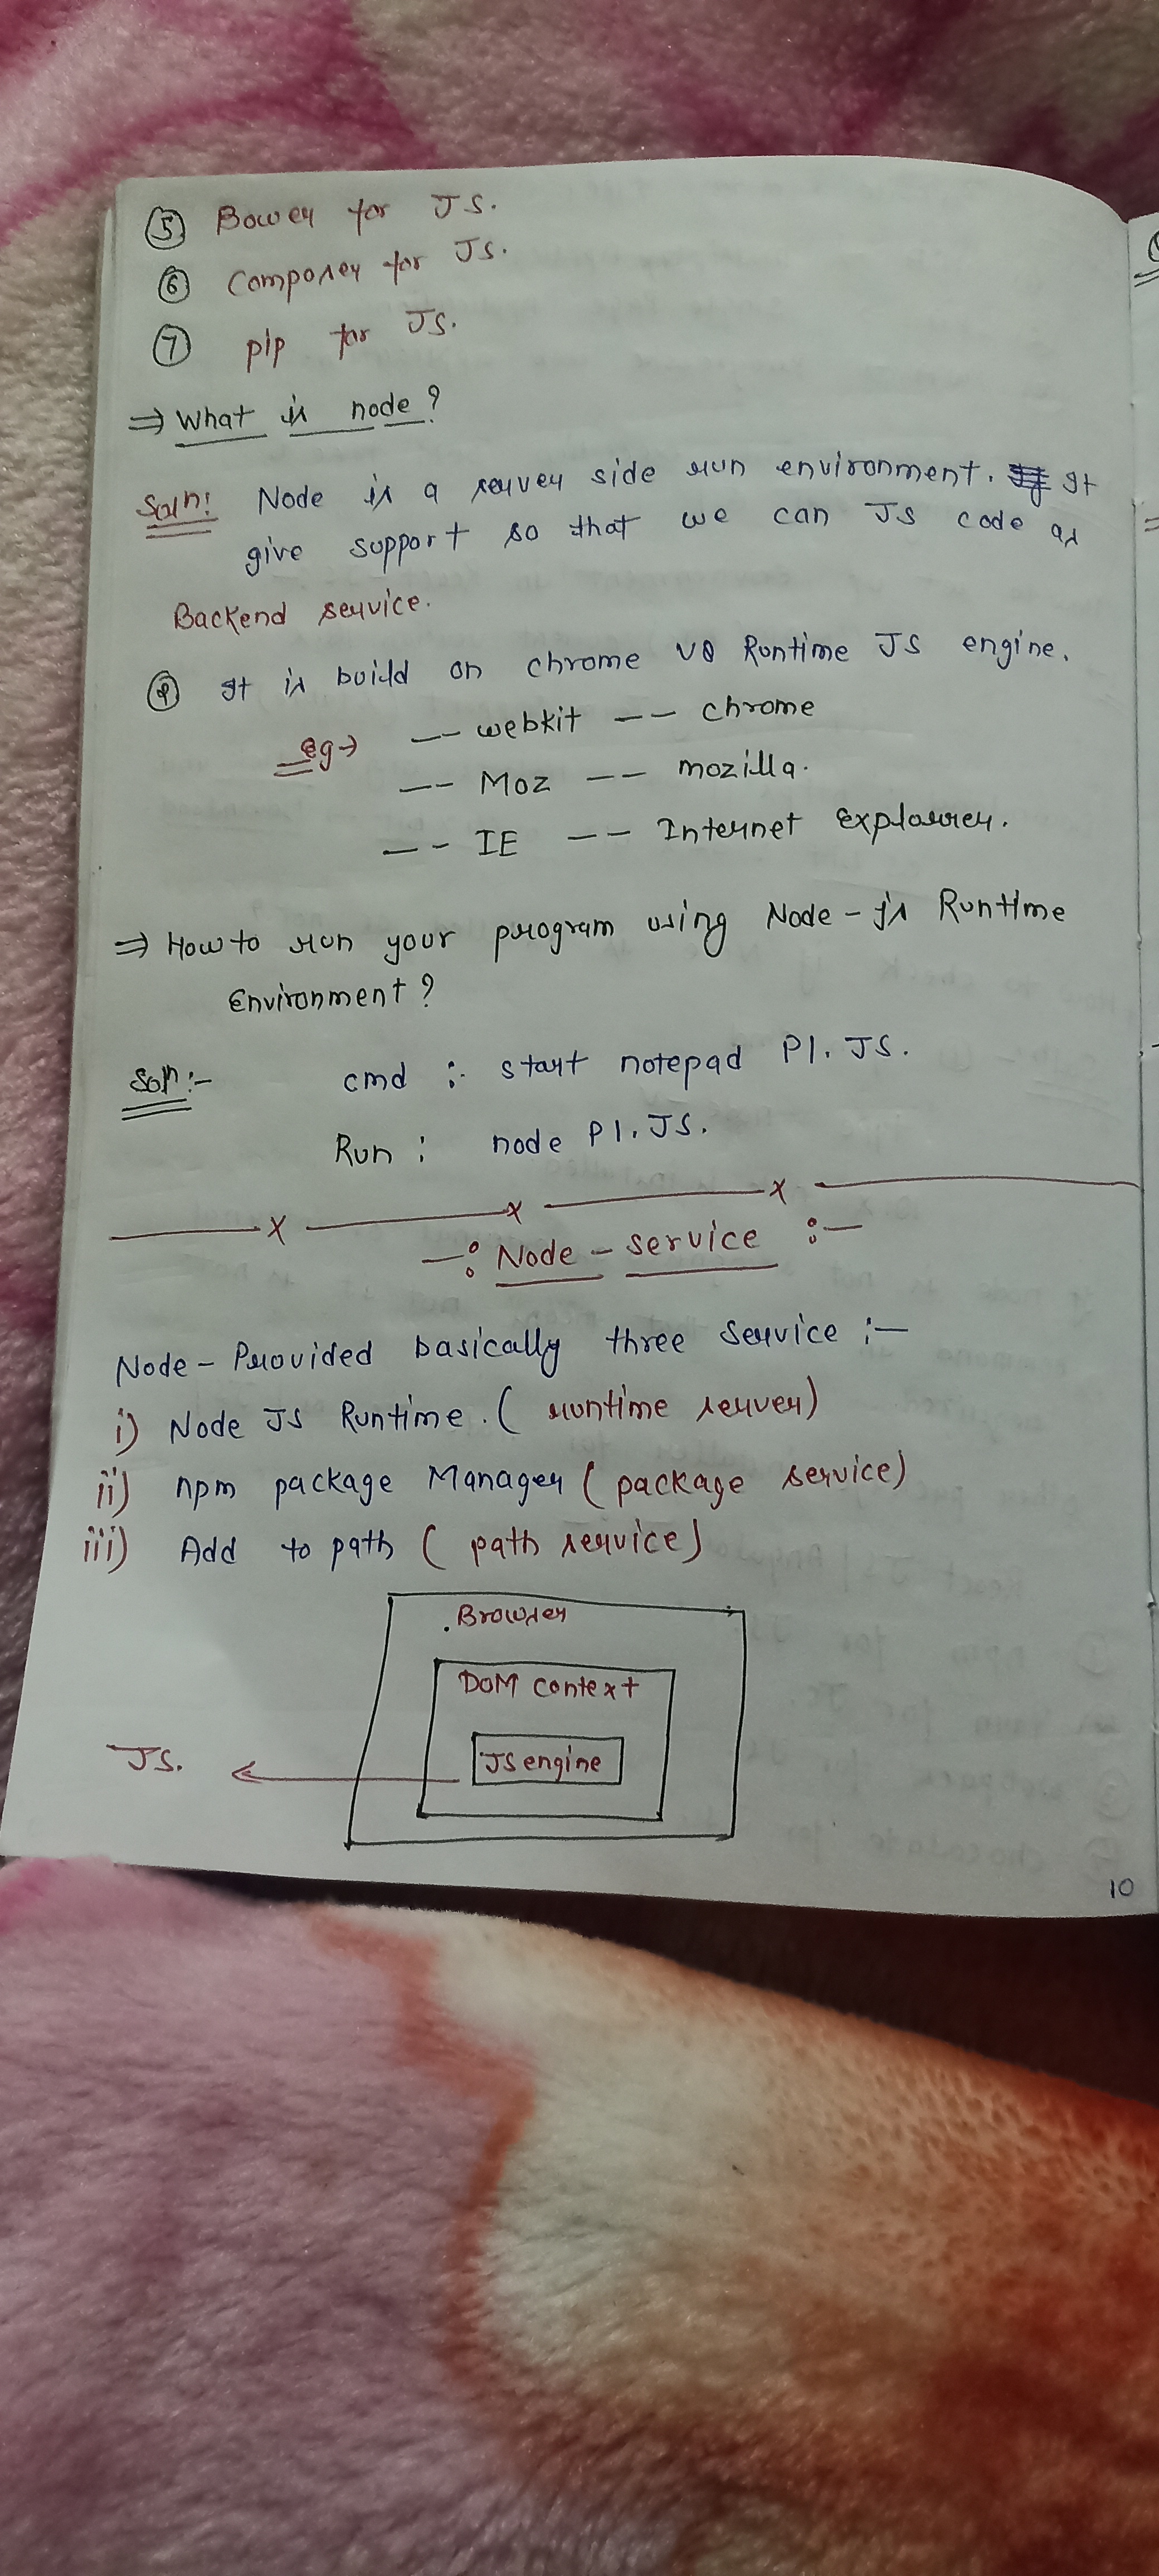 ⑤ Bower for JS.
⑥ Composer for JS.
⑦ pip for JS.
⇒ What is node?
Soln: Node is a server side run environment. It
give support so that we can JS code as
Backend service.
It is build on chrome V8 Runtime JS engine.
eg→ -- webkit -- chrome
-- Moz -- mozilla.
-- IE -- Internet Explorrer.
⇒ How to run your program using Node-js Runtime
Environment?
Soln:- cmd :- start notepad P1.JS.
Run : node P1.JS.
—x—x—x—
—: Node - service :—
Node - Provided basically three service :—
i) Node JS Runtime. ( runtime server)
ii) npm package Manager ( package service)
iii) Add to path ( path service)
.Browser
DOM context
JS engine
JS. ←
10